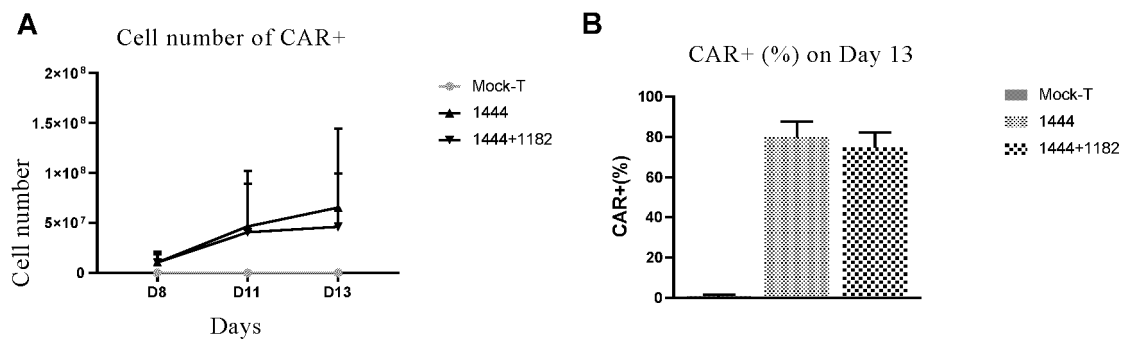 A
Cell number of CAR+
2×10⁸
1.5×10⁸
1×10⁸
5×10⁷
0
Cell number
D8 D11 D13
Days
Mock-T
1444
1444+1182
B
CAR+ (%) on Day 13
100
80
60
40
20
0
CAR+(%)
Mock-T
1444
1444+1182